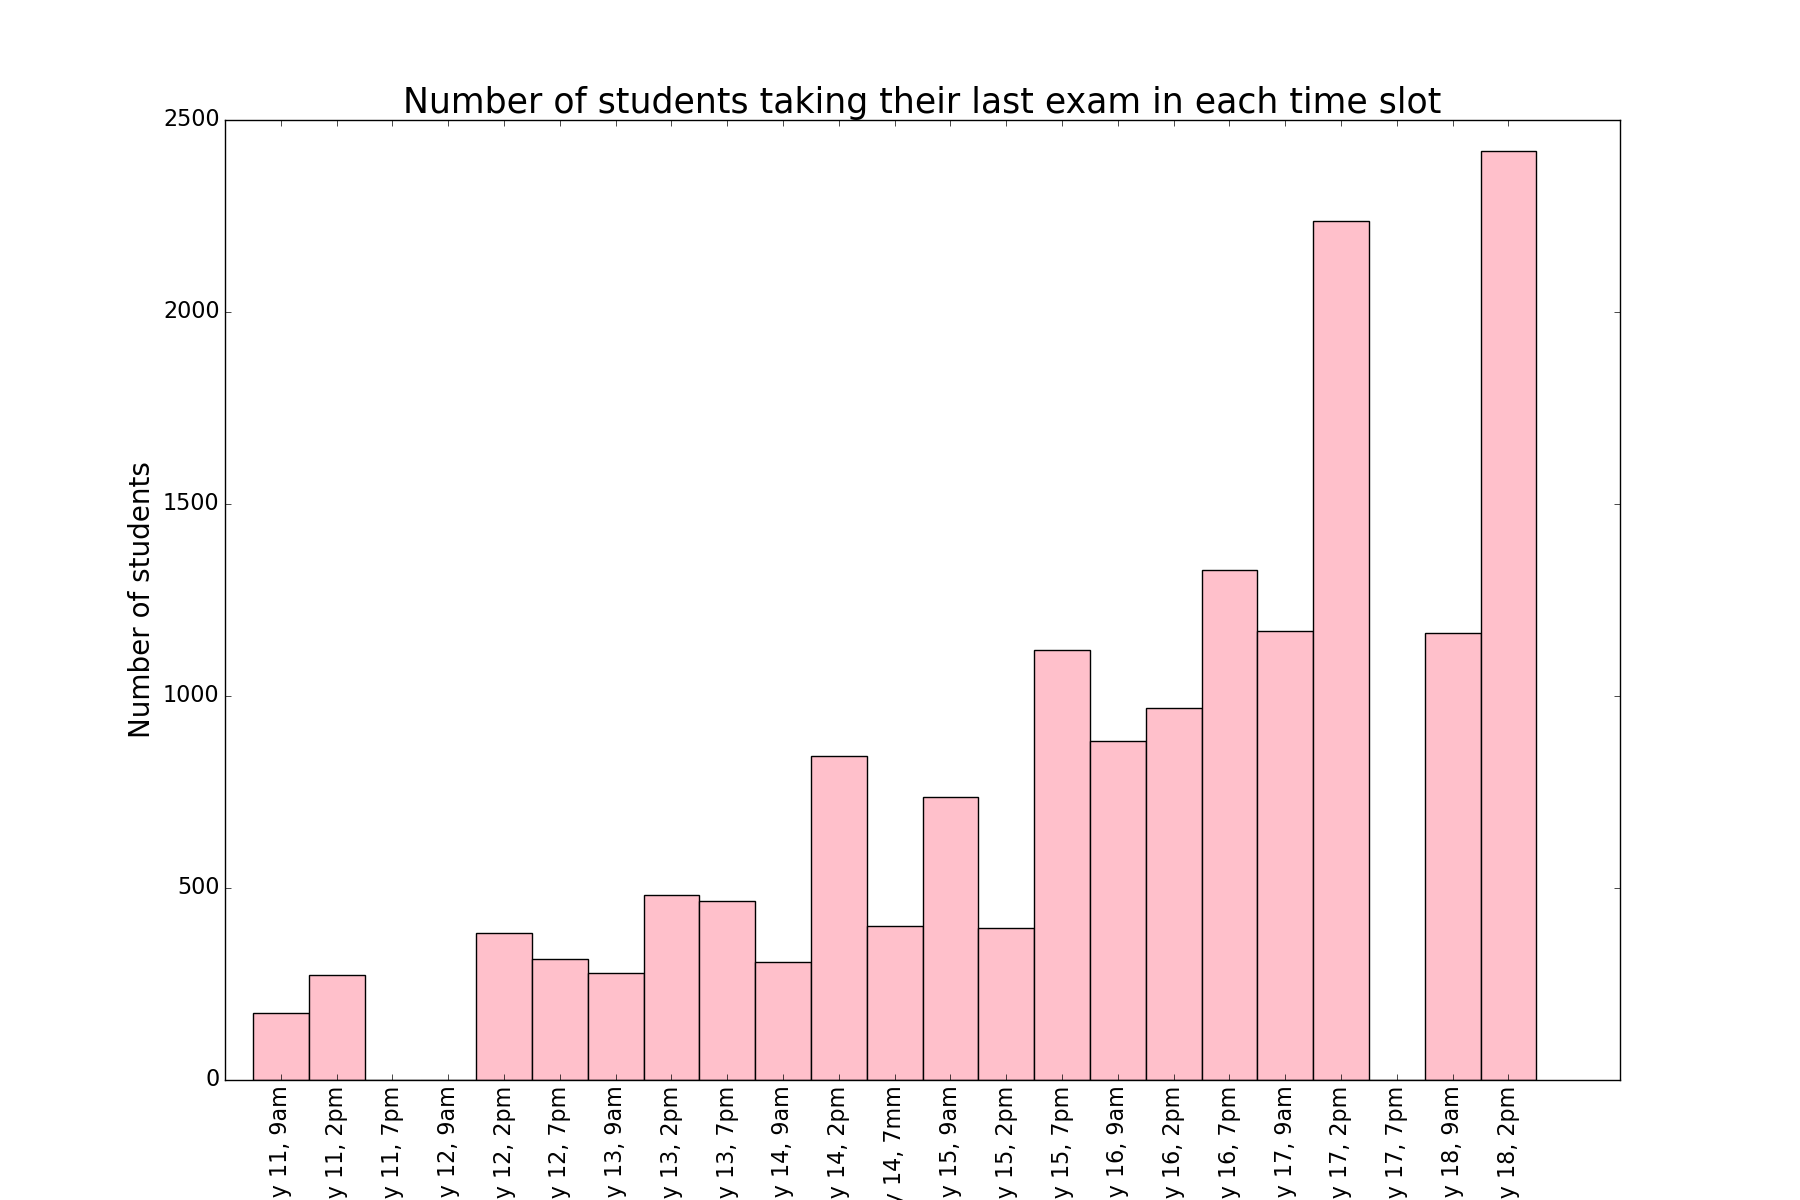 Number of students taking their last exam in each time slot
Number of students
2500
2000
1500
1000
500
0
y 11, 9am
y 11, 2pm
y 11, 7pm
y 12, 9am
y 12, 2pm
y 12, 7pm
y 13, 9am
y 13, 2pm
y 13, 7pm
y 14, 9am
y 14, 2pm
y 14, 7mm
y 15, 9am
y 15, 2pm
y 15, 7pm
y 16, 9am
y 16, 2pm
y 16, 7pm
y 17, 9am
y 17, 2pm
y 17, 7pm
y 18, 9am
y 18, 2pm